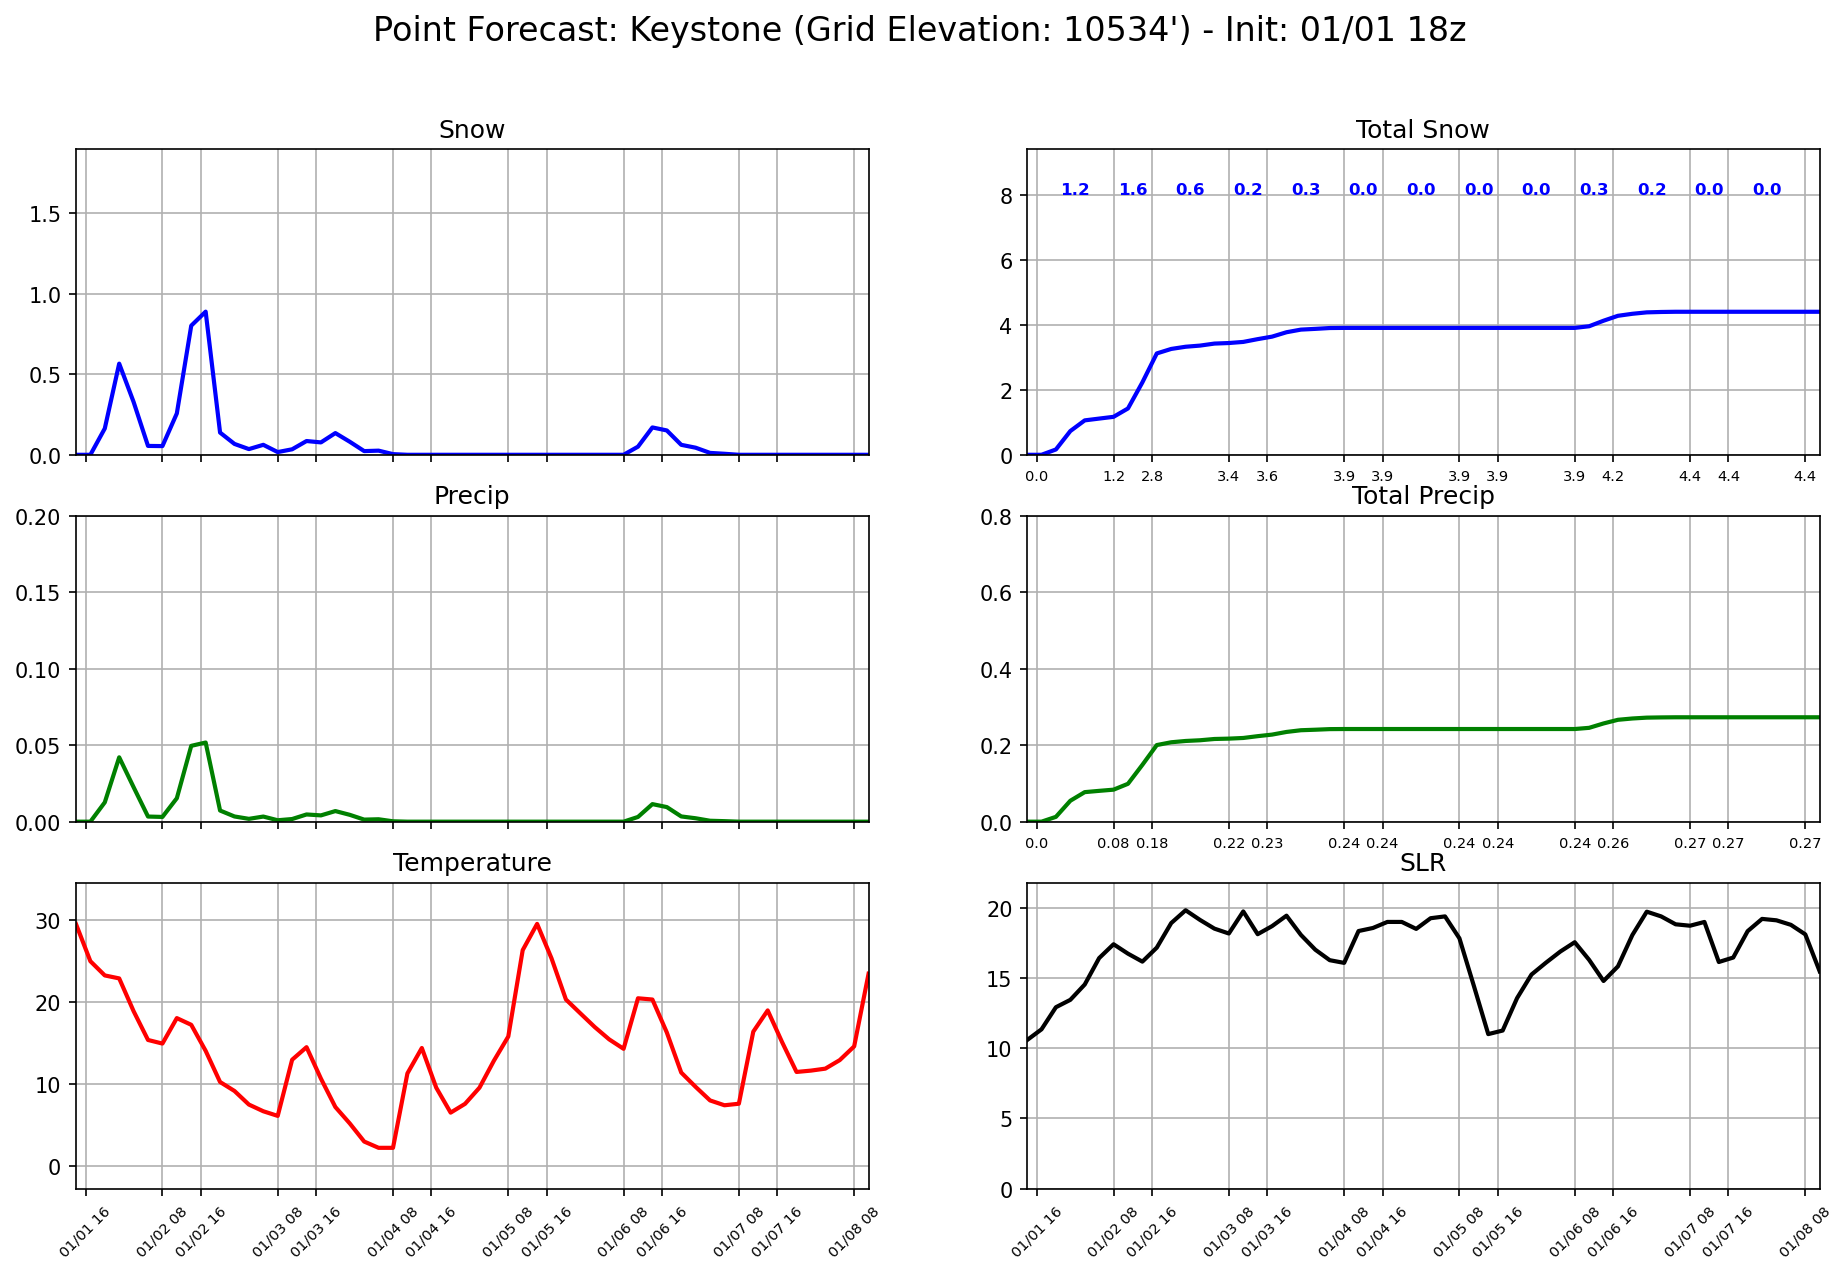 Point Forecast: Keystone (Grid Elevation: 10534') - Init: 01/01 18z
Snow
1.5
1.0
0.5
0.0
Total Snow
1.2 1.6 0.6 0.2 0.3 0.0 0.0 0.0 0.0 0.3 0.2 0.0 0.0
8
6
4
2
0
0.0 1.2 2.8 3.4 3.6 3.9 3.9 3.9 3.9 3.9 4.2 4.4 4.4 4.4
Precip
0.20
0.15
0.10
0.05
0.00
Total Precip
0.8
0.6
0.4
0.2
0.0
0.0 0.08 0.18 0.22 0.23 0.24 0.24 0.24 0.24 0.24 0.26 0.27 0.27 0.27
Temperature
30
20
10
0
01/01 16 01/02 08 01/02 16 01/03 08 01/03 16 01/04 08 01/04 16 01/05 08 01/05 16 01/06 08 01/06 16 01/07 08 01/07 16 01/08 08
SLR
20
15
10
5
0
01/01 16 01/02 08 01/02 16 01/03 08 01/03 16 01/04 08 01/04 16 01/05 08 01/05 16 01/06 08 01/06 16 01/07 08 01/07 16 01/08 08